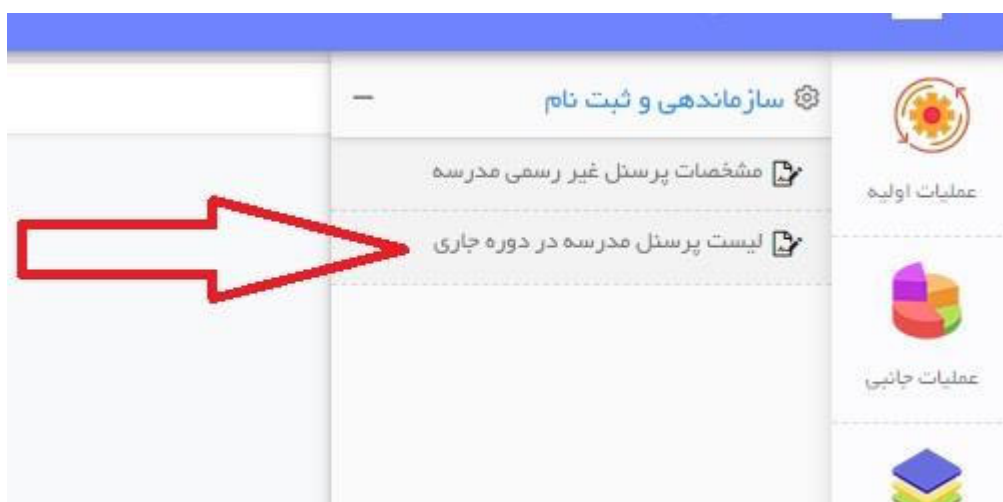 سازماندهی و ثبت نام
مشخصات پرسنل غیر رسمی مدرسه
لیست پرسنل مدرسه در دوره جاری
عملیات اولیه
عملیات جانبی